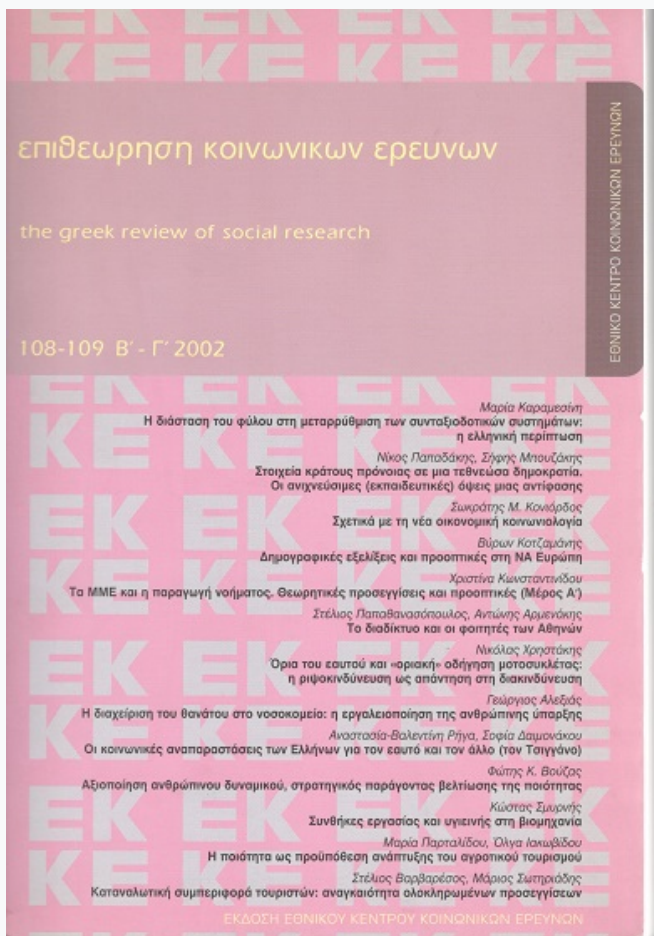 επιθεωρηση κοινωνικων ερευνων
the greek review of social research
108-109 Β΄- Γ΄ 2002
ΕΘΝΙΚΟ ΚΕΝΤΡΟ ΚΟΙΝΩΝΙΚΩΝ ΕΡΕΥΝΩΝ
Μαρία Καραμεσίνη
Η διάσταση του φύλου στη μεταρρύθμιση των συνταξιοδοτικών συστημάτων:
η ελληνική περίπτωση
Νίκος Παπαδάκης, Σήφης Μπουζάκης
Στοιχεία κράτους πρόνοιας σε μια τεθνεώσα δημοκρατία.
Οι ανιχνεύσιμες (εκπαιδευτικές) όψεις μιας αντίφασης
Σωκράτης Μ. Κονιόρδος
Σχετικά με τη νέα οικονομική κοινωνιολογία
Βύρων Κοτζαμάνης
Δημογραφικές εξελίξεις και προοπτικές στη ΝΑ Ευρώπη
Χριστίνα Κωνσταντινίδου
Τα ΜΜΕ και η παραγωγή νοήματος. Θεωρητικές προσεγγίσεις και προοπτικές (Μέρος Α')
Στέλιος Παπαθανασόπουλος, Αντώνης Αρμενάκης
Το διαδίκτυο και οι φοιτητές των Αθηνών
Νικόλας Χρηστάκης
Όρια του εαυτού και «οριακή» οδήγηση μοτοσυκλέτας:
η ριψοκινδύνευση ως απάντηση στη διακινδύνευση
Γεώργιος Αλεξιάς
Η διαχείριση του θανάτου στο νοσοκομείο: η εργαλειοποίηση της ανθρώπινης ύπαρξης
Αναστασία-Βαλεντίνη Ρήγα, Σοφία Δαιμονάκου
Οι κοινωνικές αναπαραστάσεις των Ελλήνων για τον εαυτό και τον άλλο (τον Τσιγγάνο)
Φώτης Κ. Βούζας
Αξιοποίηση ανθρώπινου δυναμικού, στρατηγικός παράγοντας βελτίωσης της ποιότητας
Κώστας Σμυρνής
Συνθήκες εργασίας και υγιεινής στη βιομηχανία
Μαρία Παρταλίδου, Όλγα Ιακωβίδου
Η ποιότητα ως προϋπόθεση ανάπτυξης του αγροτικού τουρισμού
Στέλιος Βαρβαρέσος, Μάριος Σωτηριάδης
Καταναλωτική συμπεριφορά τουριστών: αναγκαιότητα ολοκληρωμένων προσεγγίσεων
ΕΚΔΟΣΗ ΕΘΝΙΚΟΥ ΚΕΝΤΡΟΥ ΚΟΙΝΩΝΙΚΩΝ ΕΡΕΥΝΩΝ